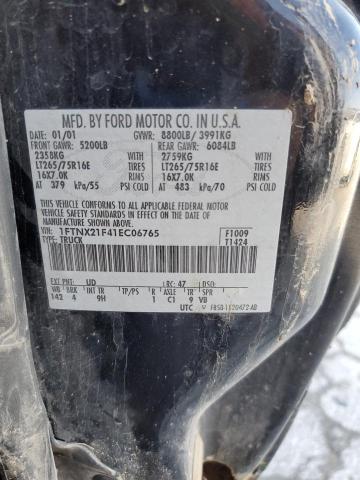 MFD. BY FORD MOTOR CO. IN U.S.A.
DATE: 01/01 GVWR: 8800LB/ 3991KG
FRONT GAWR: 5200LB REAR GAWR: 6084LB
2358KG WITH 2759KG WITH
LT265/75R16E TIRES LT265/75R16E TIRES
16X7.0K RIMS 16X7.0K RIMS
AT 379 kPa/55 PSI COLD AT 483 kPa/70 PSI COLD
THIS VEHICLE CONFORMS TO ALL APPLICABLE FEDERAL MOTOR
VEHICLE SAFETY STANDARDS IN EFFECT ON THE DATE OF
MANUFACTURE SHOWN ABOVE.
VIN: 1FTNX21F41EC06765 F1009
TYPE: TRUCK T1424
EXT PNT: UD RC: 47 DSO:
WB BRK INT TR TP/PS R AXLE TR SPR
142 4 9H 1 C1 9 VB
UTC